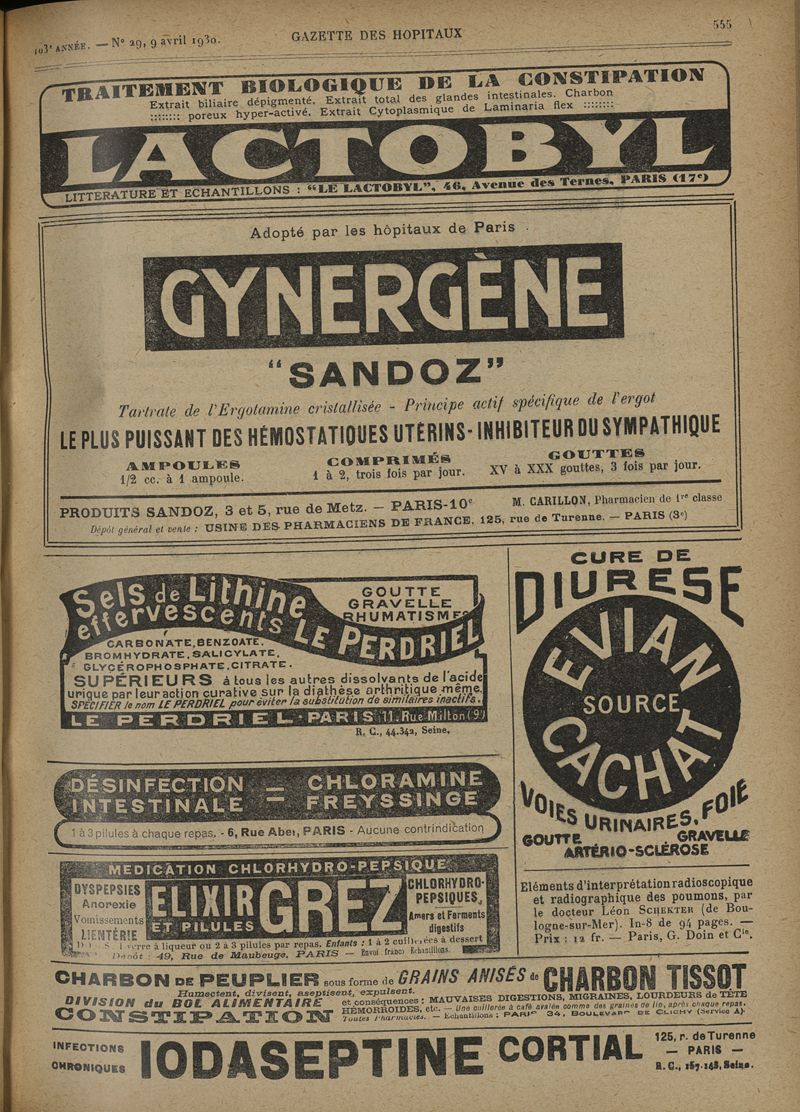 103e ANNÉE. — No 29, 9 avril 1930.
GAZETTE DES HOPITAUX
555
TRAITEMENT BIOLOGIQUE DE LA CONSTIPATION
Extrait biliaire dépigmenté. Extrait total des glandes intestinales. Charbon
:::::::: poreux hyper-activé. Extrait Cytoplasmique de Laminaria flex ::::::::
LACTOBYL
LITTERATURE ET ECHANTILLONS : "LE LACTOBYL", 46, Avenue des Ternes, PARIS (17e)
Adopté par les hôpitaux de Paris
GYNERGÈNE
"SANDOZ"
Tartrate de l'Ergotamine cristallisée - Principe actif spécifique de l'ergot
LE PLUS PUISSANT DES HÉMOSTATIQUES UTÉRINS - INHIBITEUR DU SYMPATHIQUE
AMPOULES
1/2 cc. à 1 ampoule.
COMPRIMÉS
1 à 2, trois fois par jour.
GOUTTES
XV à XXX gouttes, 3 fois par jour.
PRODUITS SANDOZ, 3 et 5, rue de Metz. — PARIS-10e
M. CARILLON, Pharmacien de 1re classe
Dépôt général et vente : USINE DES PHARMACIENS DE FRANCE, 125, rue de Turenne. — PARIS (3e)
Sels de Lithine
effervescents LE PERDRIEL
GOUTTE
GRAVELLE
RHUMATISMES
CARBONATE, BENZOATE.
BROMHYDRATE, SALICYLATE,
GLYCÉROPHOSPHATE, CITRATE.
SUPÉRIEURS à tous les autres dissolvants de l'acide
urique par leur action curative sur la diathèse arthritique même.
SPÉCIFIER le nom LE PERDRIEL pour éviter la substitution de similaires inactifs.
LE PERDRIEL - PARIS 11, Rue Milton (9e)
R. C., 44.342, Seine.
DÉSINFECTION = CHLORAMINE
INTESTINALE = FREYSSINGE
1 à 3 pilules à chaque repas. - 6, Rue Abel, PARIS - Aucune contrindication
MEDICATION CHLORHYDRO-PEPSIQUE
DYSPEPSIES
Anorexie
Vomissements
LIENTÉRIE
ELIXIR
ET PILULES
GREZ
CHLORHYDRO-
PEPSIQUES
Amers et Ferments
digestifs
1 verre à liqueur ou 2 à 3 pilules par repas. Enfants : 1 à 2 cuillerées à dessert
Dépôt : 49, Rue de Maubeuge, PARIS — Envoi franco Echantillons.
CURE DE
DIURESE
EVIAN
SOURCE
CACHAT
VOIES URINAIRES, FOIE
GOUTTE GRAVELLE
ARTÉRIO-SCLÉROSE
Eléments d'interprétation radioscopique
et radiographique des poumons, par
le docteur Léon SCHEKTER (de Bou-
logne-sur-Mer). In-8 de 94 pages. —
Prix : 12 fr. — Paris, G. Doin et Cie.
CHARBON DE PEUPLIER sous forme de GRAINS ANISÉS de CHARBON TISSOT
Humectent, divisent, aseptisent, expulsent.
DIVISION du BOL ALIMENTAIRE
CONSTIPATION
et conséquences : MAUVAISES DIGESTIONS, MIGRAINES, LOURDEURS de TÊTE
HÉMORROÏDES, etc. — Une cuillerée à café avalée comme des graines de lin, après chaque repas.
Toutes Pharmacies. — Echantillons : PARIS 34, BOULEVARD DE CLICHY (Service A).
INFECTIONS
CHRONIQUES
IODASEPTINE CORTIAL
125, r. de Turenne
— PARIS —
R. C., 167.148, Seine.